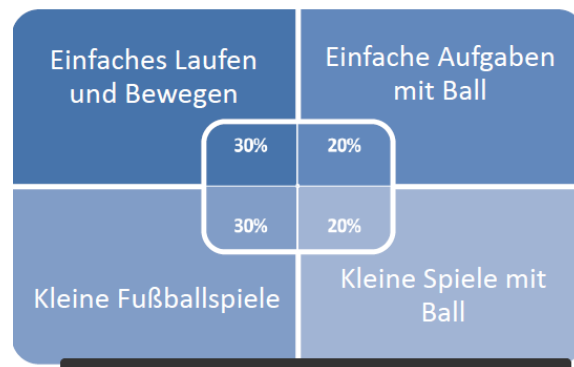 Einfaches Laufen
und Bewegen
Einfache Aufgaben
mit Ball
30%
20%
30%
20%
Kleine Fußballspiele
Kleine Spiele mit
Ball